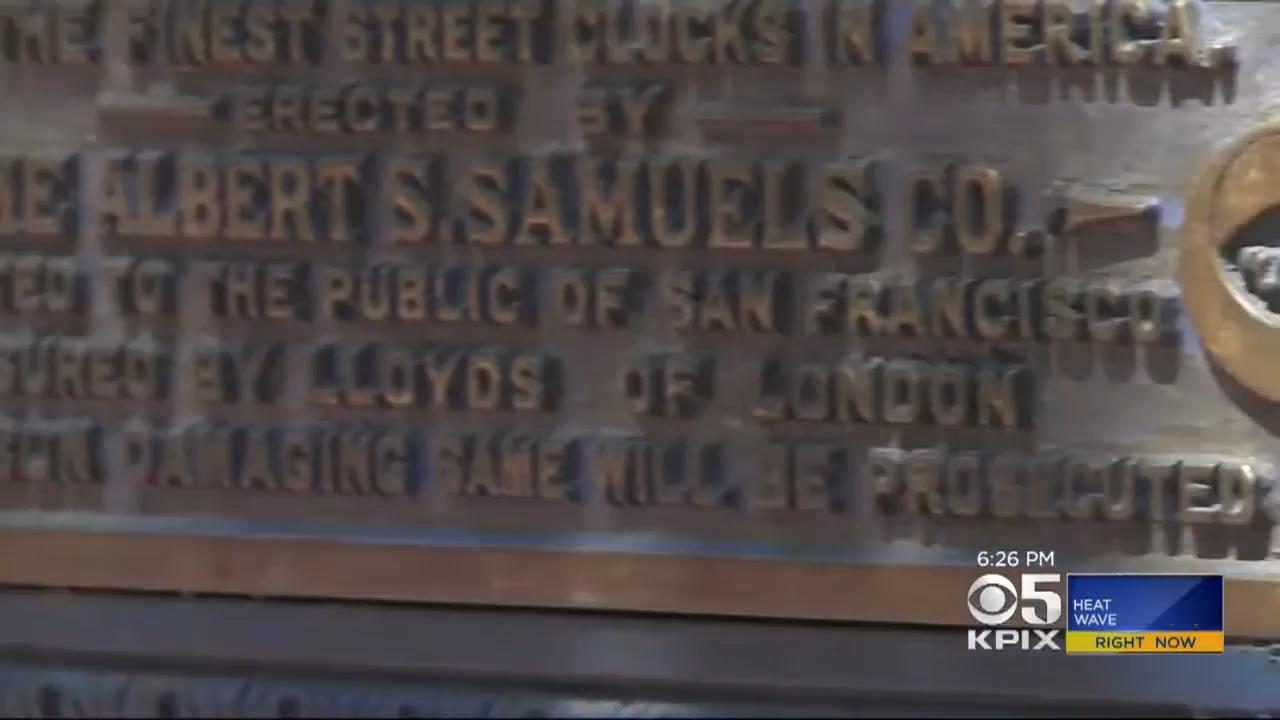 THE FINEST STREET CLOCKS IN AMERICA,
ERECTED BY
ALBERT S. SAMUELS CO.
TO THE PUBLIC OF SAN FRANCISCO
BY LLOYDS OF LONDON
DAMAGING SAME WILL BE PROSECUTED
6:26 PM
5
KPIX
HEAT
WAVE
RIGHT NOW